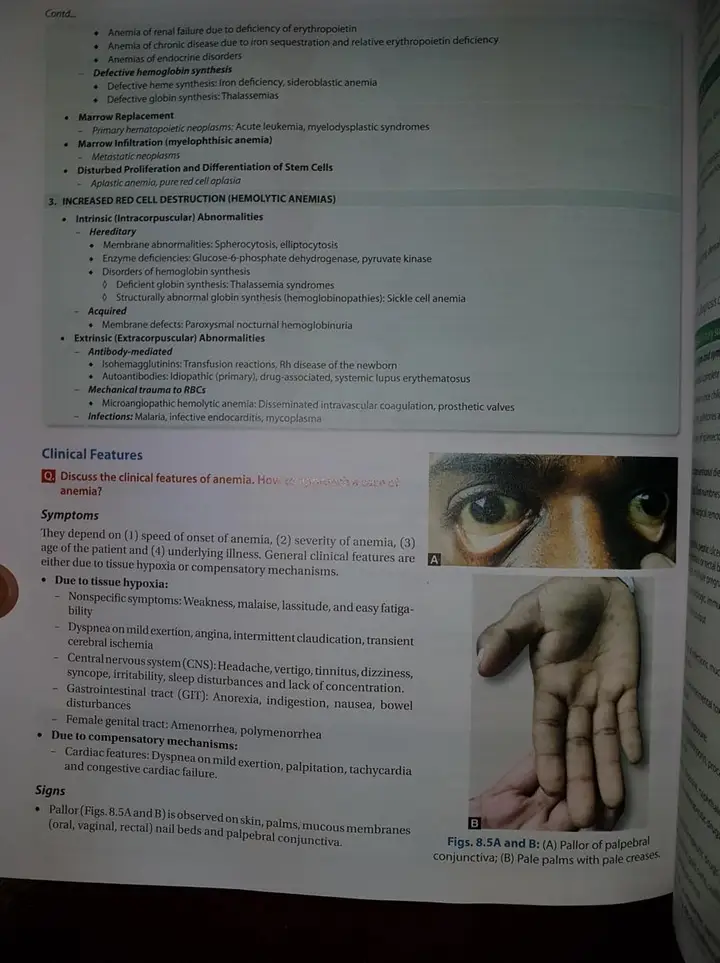 Contd...
◆ Anemia of renal failure due to deficiency of erythropoietin
◆ Anemia of chronic disease due to iron sequestration and relative erythropoietin deficiency
◆ Anemias of endocrine disorders
– Defective hemoglobin synthesis
◆ Defective heme synthesis: Iron deficiency, sideroblastic anemia
◆ Defective globin synthesis: Thalassemias
• Marrow Replacement
– Primary hematopoietic neoplasms: Acute leukemia, myelodysplastic syndromes
• Marrow Infiltration (myelophthisic anemia)
– Metastatic neoplasms
• Disturbed Proliferation and Differentiation of Stem Cells
– Aplastic anemia, pure red cell aplasia
3. INCREASED RED CELL DESTRUCTION (HEMOLYTIC ANEMIAS)
• Intrinsic (Intracorpuscular) Abnormalities
– Hereditary
◆ Membrane abnormalities: Spherocytosis, elliptocytosis
◆ Enzyme deficiencies: Glucose-6-phosphate dehydrogenase, pyruvate kinase
◆ Disorders of hemoglobin synthesis
◊ Deficient globin synthesis: Thalassemia syndromes
◊ Structurally abnormal globin synthesis (hemoglobinopathies): Sickle cell anemia
– Acquired
◆ Membrane defects: Paroxysmal nocturnal hemoglobinuria
• Extrinsic (Extracorpuscular) Abnormalities
– Antibody-mediated
◆ Isohemagglutinins: Transfusion reactions, Rh disease of the newborn
◆ Autoantibodies: Idiopathic (primary), drug-associated, systemic lupus erythematosus
– Mechanical trauma to RBCs
◆ Microangiopathic hemolytic anemia: Disseminated intravascular coagulation, prosthetic valves
– Infections: Malaria, infective endocarditis, mycoplasma
Clinical Features
Q. Discuss the clinical features of anemia. How to approach a case of
anemia?
Symptoms
They depend on (1) speed of onset of anemia, (2) severity of anemia, (3)
age of the patient and (4) underlying illness. General clinical features are
either due to tissue hypoxia or compensatory mechanisms.
• Due to tissue hypoxia:
– Nonspecific symptoms: Weakness, malaise, lassitude, and easy fatiga-
bility
– Dyspnea on mild exertion, angina, intermittent claudication, transient
cerebral ischemia
– Central nervous system (CNS): Headache, vertigo, tinnitus, dizziness,
syncope, irritability, sleep disturbances and lack of concentration.
– Gastrointestinal tract (GIT): Anorexia, indigestion, nausea, bowel
disturbances
– Female genital tract: Amenorrhea, polymenorrhea
• Due to compensatory mechanisms:
– Cardiac features: Dyspnea on mild exertion, palpitation, tachycardia
and congestive cardiac failure.
Signs
• Pallor (Figs. 8.5A and B) is observed on skin, palms, mucous membranes
(oral, vaginal, rectal) nail beds and palpebral conjunctiva.
A
B
Figs. 8.5A and B: (A) Pallor of palpebral
conjunctiva; (B) Pale palms with pale creases.